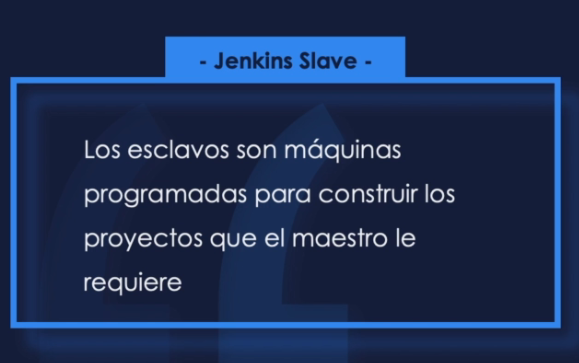 - Jenkins Slave -
Los esclavos son máquinas
programadas para construir los
proyectos que el maestro le
requiere